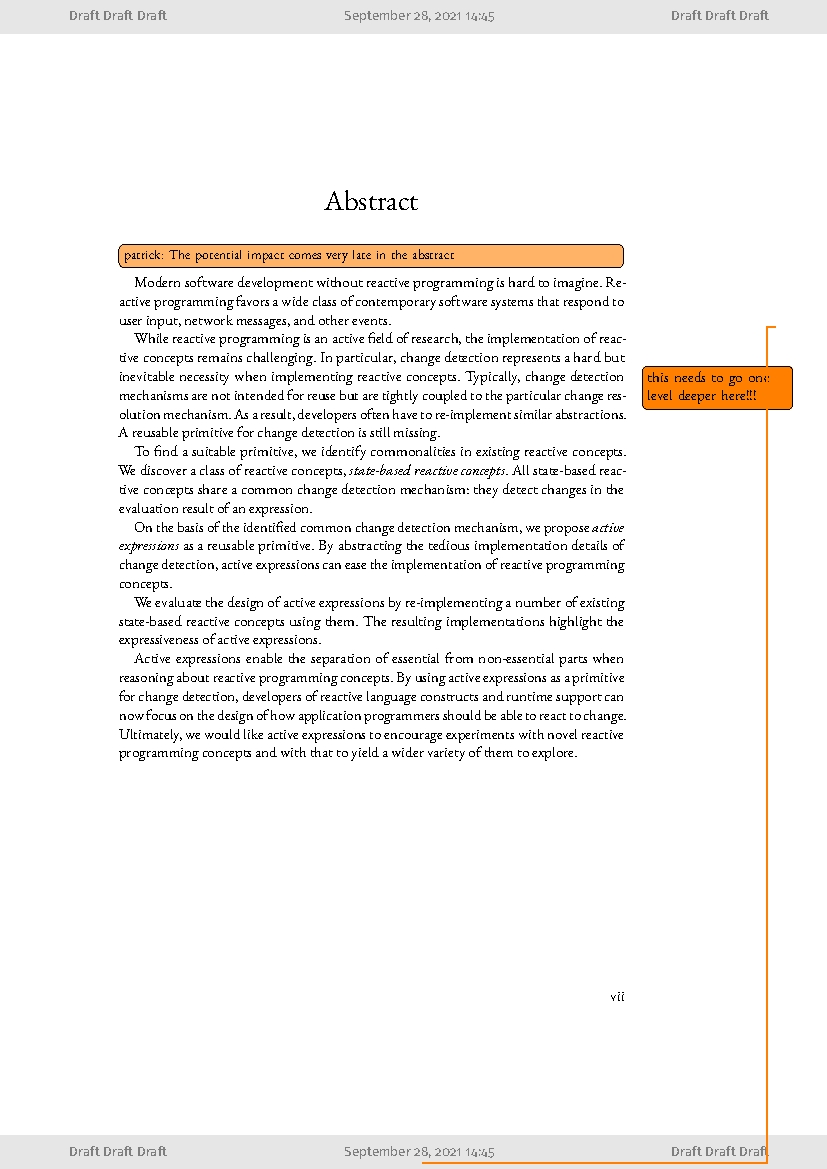 Draft Draft Draft
September 28, 2021 14:45
Draft Draft Draft
Abstract
patrick: The potential impact comes very late in the abstract
Modern software development without reactive programming is hard to imagine. Re-
active programming favors a wide class of contemporary software systems that respond to
user input, network messages, and other events.
While reactive programming is an active field of research, the implementation of reac-
tive concepts remains challenging. In particular, change detection represents a hard but
inevitable necessity when implementing reactive concepts. Typically, change detection
mechanisms are not intended for reuse but are tightly coupled to the particular change res-
olution mechanism. As a result, developers often have to re-implement similar abstractions.
A reusable primitive for change detection is still missing.
this needs to go one
level deeper here!!!
To find a suitable primitive, we identify commonalities in existing reactive concepts.
We discover a class of reactive concepts, state-based reactive concepts. All state-based reac-
tive concepts share a common change detection mechanism: they detect changes in the
evaluation result of an expression.
On the basis of the identified common change detection mechanism, we propose active
expressions as a reusable primitive. By abstracting the tedious implementation details of
change detection, active expressions can ease the implementation of reactive programming
concepts.
We evaluate the design of active expressions by re-implementing a number of existing
state-based reactive concepts using them. The resulting implementations highlight the
expressiveness of active expressions.
Active expressions enable the separation of essential from non-essential parts when
reasoning about reactive programming concepts. By using active expressions as a primitive
for change detection, developers of reactive language constructs and runtime support can
now focus on the design of how application programmers should be able to react to change.
Ultimately, we would like active expressions to encourage experiments with novel reactive
programming concepts and with that to yield a wider variety of them to explore.
vii
Draft Draft Draft
September 28, 2021 14:45
Draft Draft Draft